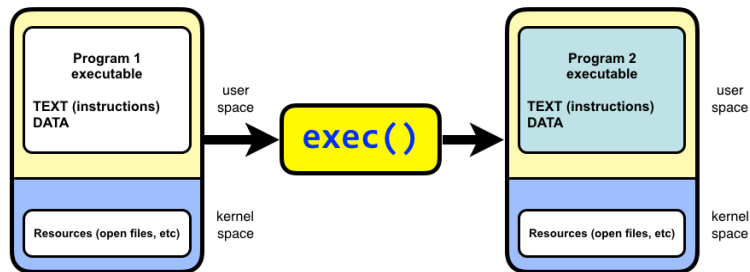 Program 1
executable
TEXT (instructions)
DATA
Resources (open files, etc)
user
space
kernel
space
exec()
Program 2
executable
TEXT (instructions)
DATA
Resources (open files, etc)
user
space
kernel
space